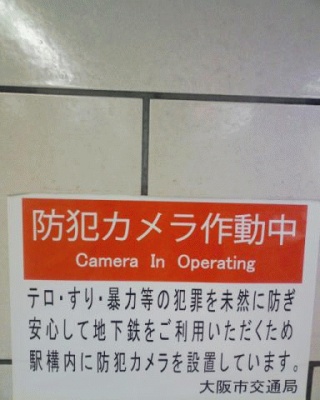 防犯カメラ作動中
Camera In Operating
テロ・すり・暴力等の犯罪を未然に防ぎ
安心して地下鉄をご利用いただくため
駅構内に防犯カメラを設置しています。
大阪市交通局